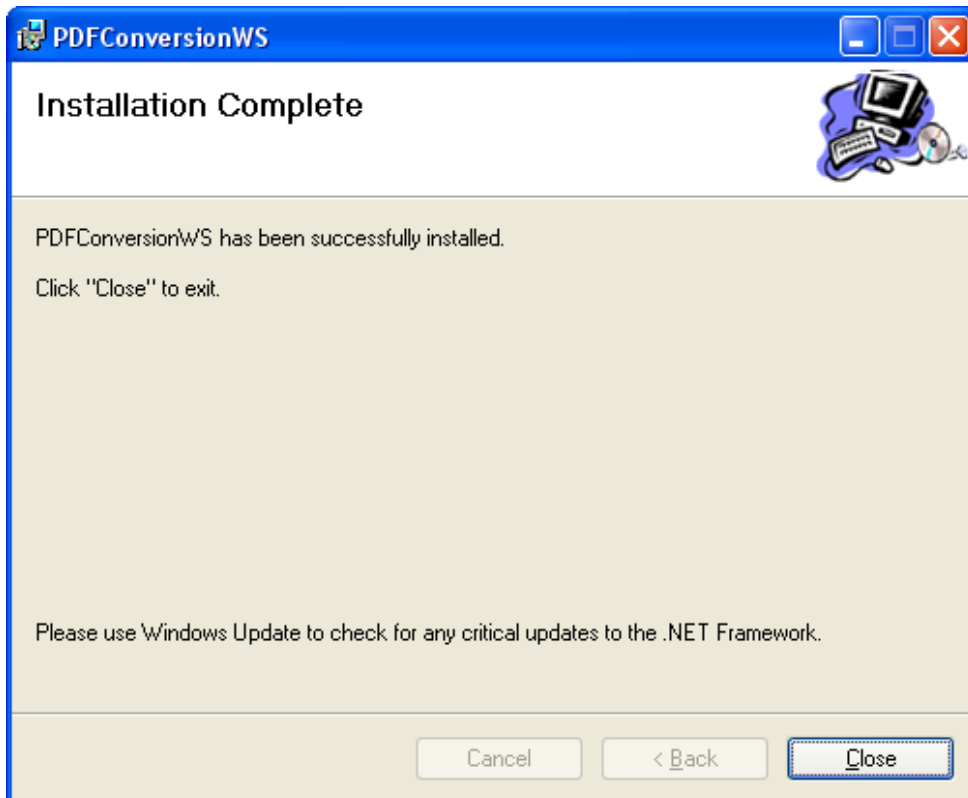 PDFConversionWS
Installation Complete
PDFConversionWS has been successfully installed.
Click "Close" to exit.
Please use Windows Update to check for any critical updates to the .NET Framework.
Cancel
< Back
Close